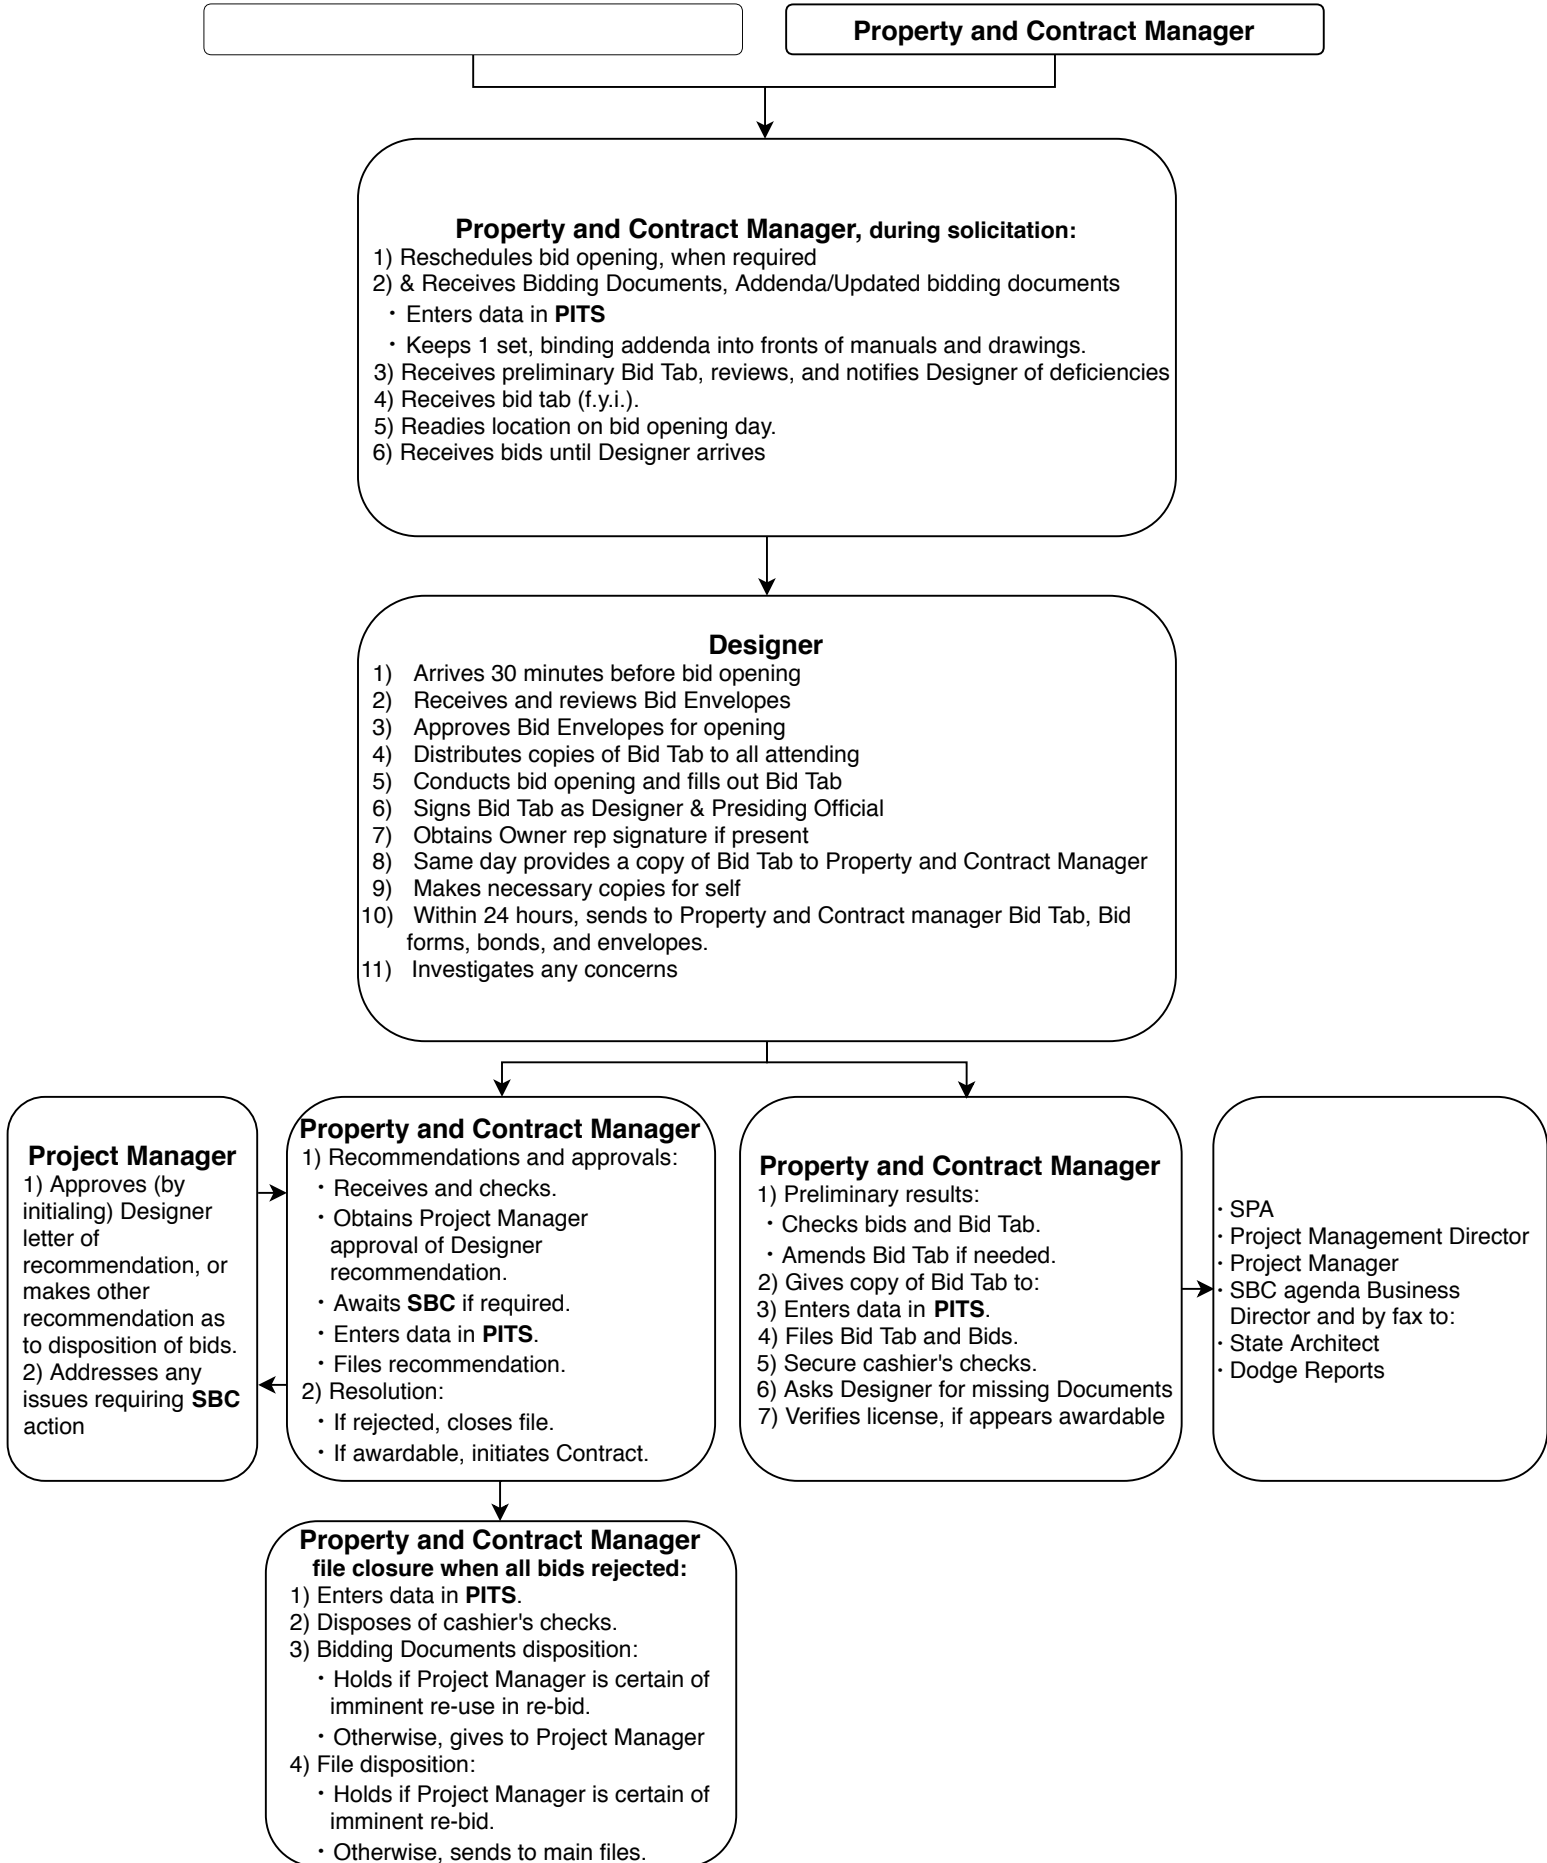 Property and Contract Manager
Property and Contract Manager, during solicitation:
1) Reschedules bid opening, when required
2) & Receives Bidding Documents, Addenda/Updated bidding documents
· Enters data in PITS
· Keeps 1 set, binding addenda into fronts of manuals and drawings.
3) Receives preliminary Bid Tab, reviews, and notifies Designer of deficiencies
4) Receives bid tab (f.y.i.).
5) Readies location on bid opening day.
6) Receives bids until Designer arrives
Designer
1) Arrives 30 minutes before bid opening
2) Receives and reviews Bid Envelopes
3) Approves Bid Envelopes for opening
4) Distributes copies of Bid Tab to all attending
5) Conducts bid opening and fills out Bid Tab
6) Signs Bid Tab as Designer & Presiding Official
7) Obtains Owner rep signature if present
8) Same day provides a copy of Bid Tab to Property and Contract Manager
9) Makes necessary copies for self
10) Within 24 hours, sends to Property and Contract manager Bid Tab, Bid
forms, bonds, and envelopes.
11) Investigates any concerns
Project Manager
1) Approves (by
initialing) Designer
letter of
recommendation, or
makes other
recommendation as
to disposition of bids.
2) Addresses any
issues requiring SBC
action
Property and Contract Manager
1) Recommendations and approvals:
· Receives and checks.
· Obtains Project Manager
approval of Designer
recommendation.
· Awaits SBC if required.
· Enters data in PITS.
· Files recommendation.
2) Resolution:
· If rejected, closes file.
· If awardable, initiates Contract.
Property and Contract Manager
1) Preliminary results:
· Checks bids and Bid Tab.
· Amends Bid Tab if needed.
2) Gives copy of Bid Tab to:
3) Enters data in PITS.
4) Files Bid Tab and Bids.
5) Secure cashier's checks.
6) Asks Designer for missing Documents
7) Verifies license, if appears awardable
· SPA
· Project Management Director
· Project Manager
· SBC agenda Business
Director and by fax to:
· State Architect
· Dodge Reports
Property and Contract Manager
file closure when all bids rejected:
1) Enters data in PITS.
2) Disposes of cashier's checks.
3) Bidding Documents disposition:
· Holds if Project Manager is certain of
imminent re-use in re-bid.
· Otherwise, gives to Project Manager
4) File disposition:
· Holds if Project Manager is certain of
imminent re-bid.
· Otherwise, sends to main files.